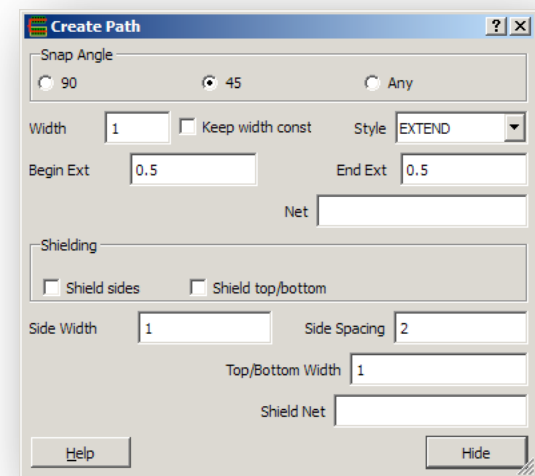 Create Path
Snap Angle
90 45 Any
Width 1 Keep width const Style EXTEND
Begin Ext 0.5 End Ext 0.5
Net
Shielding
Shield sides Shield top/bottom
Side Width 1 Side Spacing 2
Top/Bottom Width 1
Shield Net
Help Hide